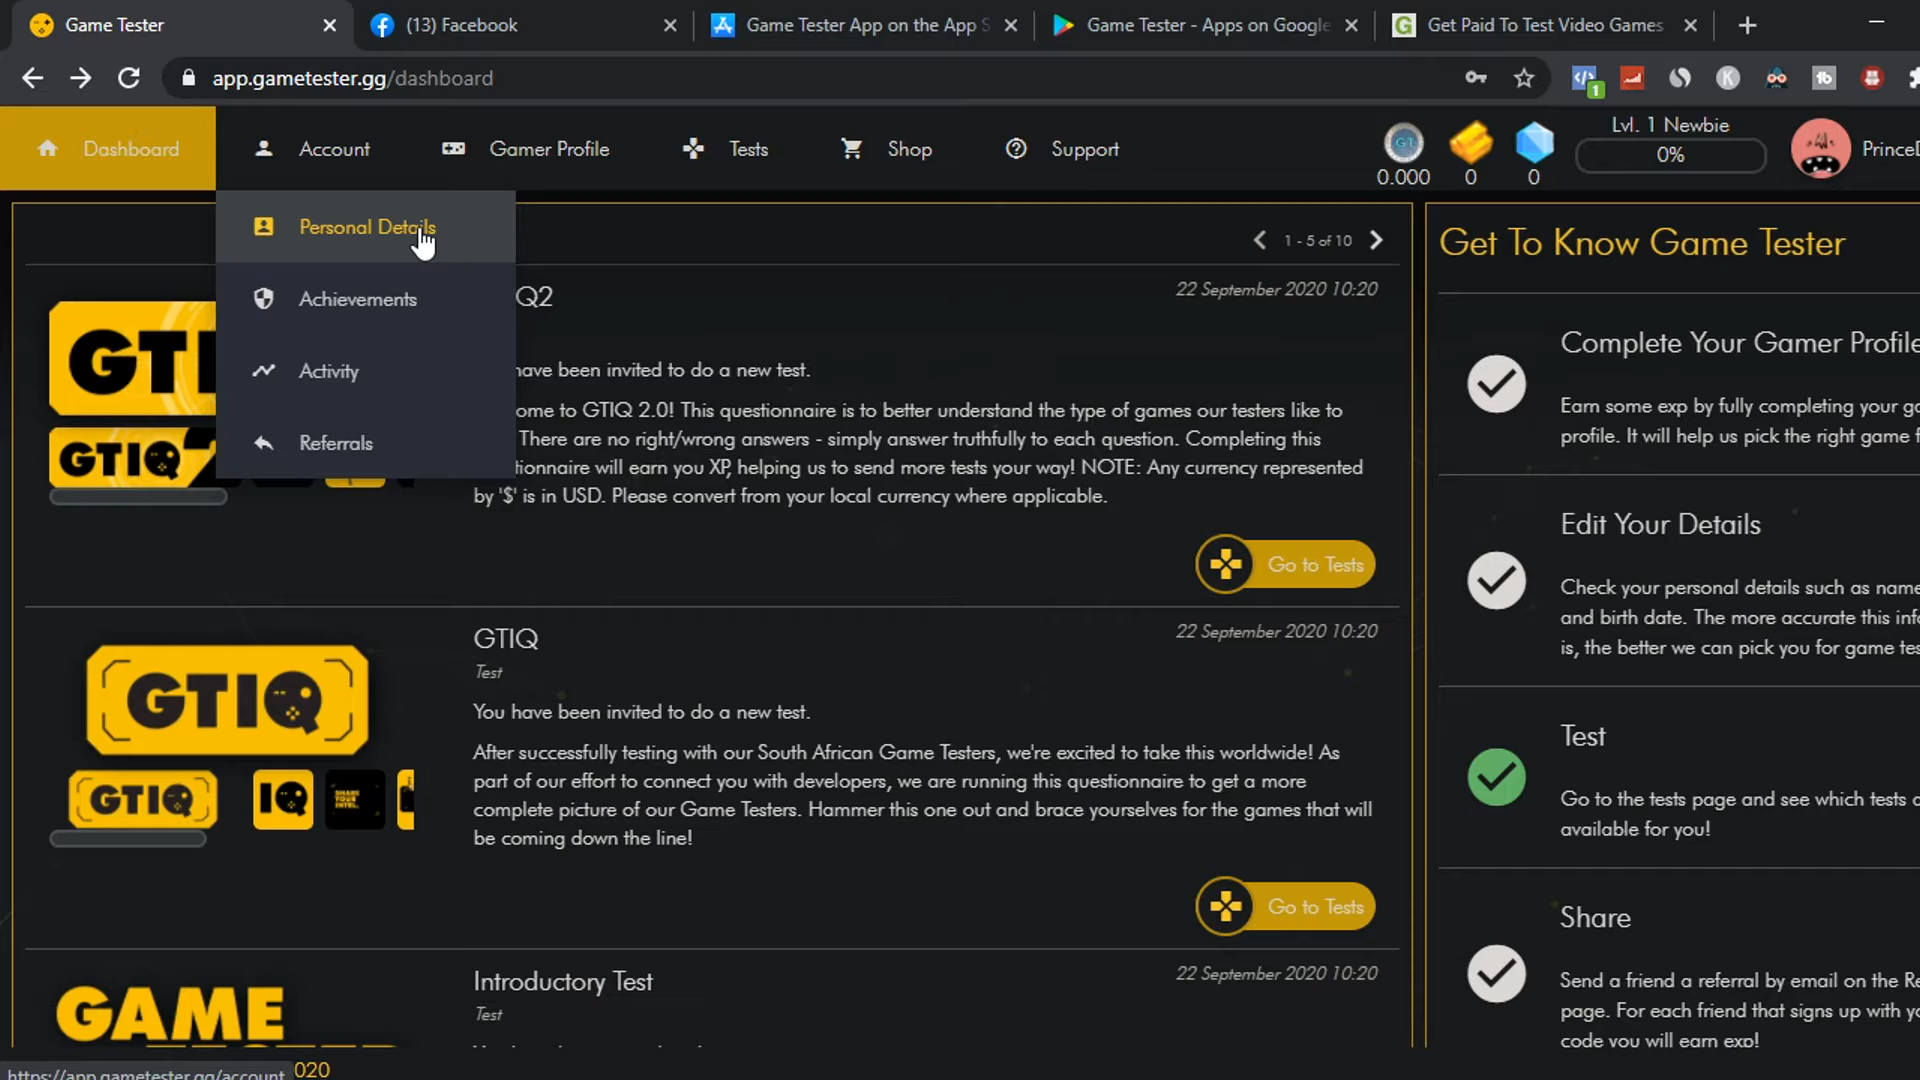 Game Tester
(13) Facebook
Game Tester App on the App S
Game Tester - Apps on Google
Get Paid To Test Video Games
app.gametester.gg/dashboard
1
K
tb
Dashboard
Account
Gamer Profile
Tests
Shop
Support
GT
0.000
0
0
Lvl. 1 Newbie
0%
PrinceD
Personal Details
Achievements
Activity
Referrals
1 - 5 of 10
Q2
22 September 2020 10:20
GTI
GTIQ2
have been invited to do a new test.
ome to GTIQ 2.0! This questionnaire is to better understand the type of games our testers like to
There are no right/wrong answers - simply answer truthfully to each question. Completing this
tionnaire will earn you XP, helping us to send more tests your way! NOTE: Any currency represented
by '$' is in USD. Please convert from your local currency where applicable.
Go to Tests
GTIQ
22 September 2020 10:20
Test
GTIQ
GTIQ
IQ
SHARE
YOUR
INTEL
You have been invited to do a new test.
After successfully testing with our South African Game Testers, we're excited to take this worldwide! As
part of our effort to connect you with developers, we are running this questionnaire to get a more
complete picture of our Game Testers. Hammer this one out and brace yourselves for the games that will
be coming down the line!
Go to Tests
Introductory Test
22 September 2020 10:20
Test
GAME
Get To Know Game Tester
Complete Your Gamer Profile
Earn some exp by fully completing your ga
profile. It will help us pick the right game f
Edit Your Details
Check your personal details such as name
and birth date. The more accurate this info
is, the better we can pick you for game tes
Test
Go to the tests page and see which tests a
available for you!
Share
Send a friend a referral by email on the Re
page. For each friend that signs up with yo
code you will earn exp!
https://app.gametester.gg/account
020